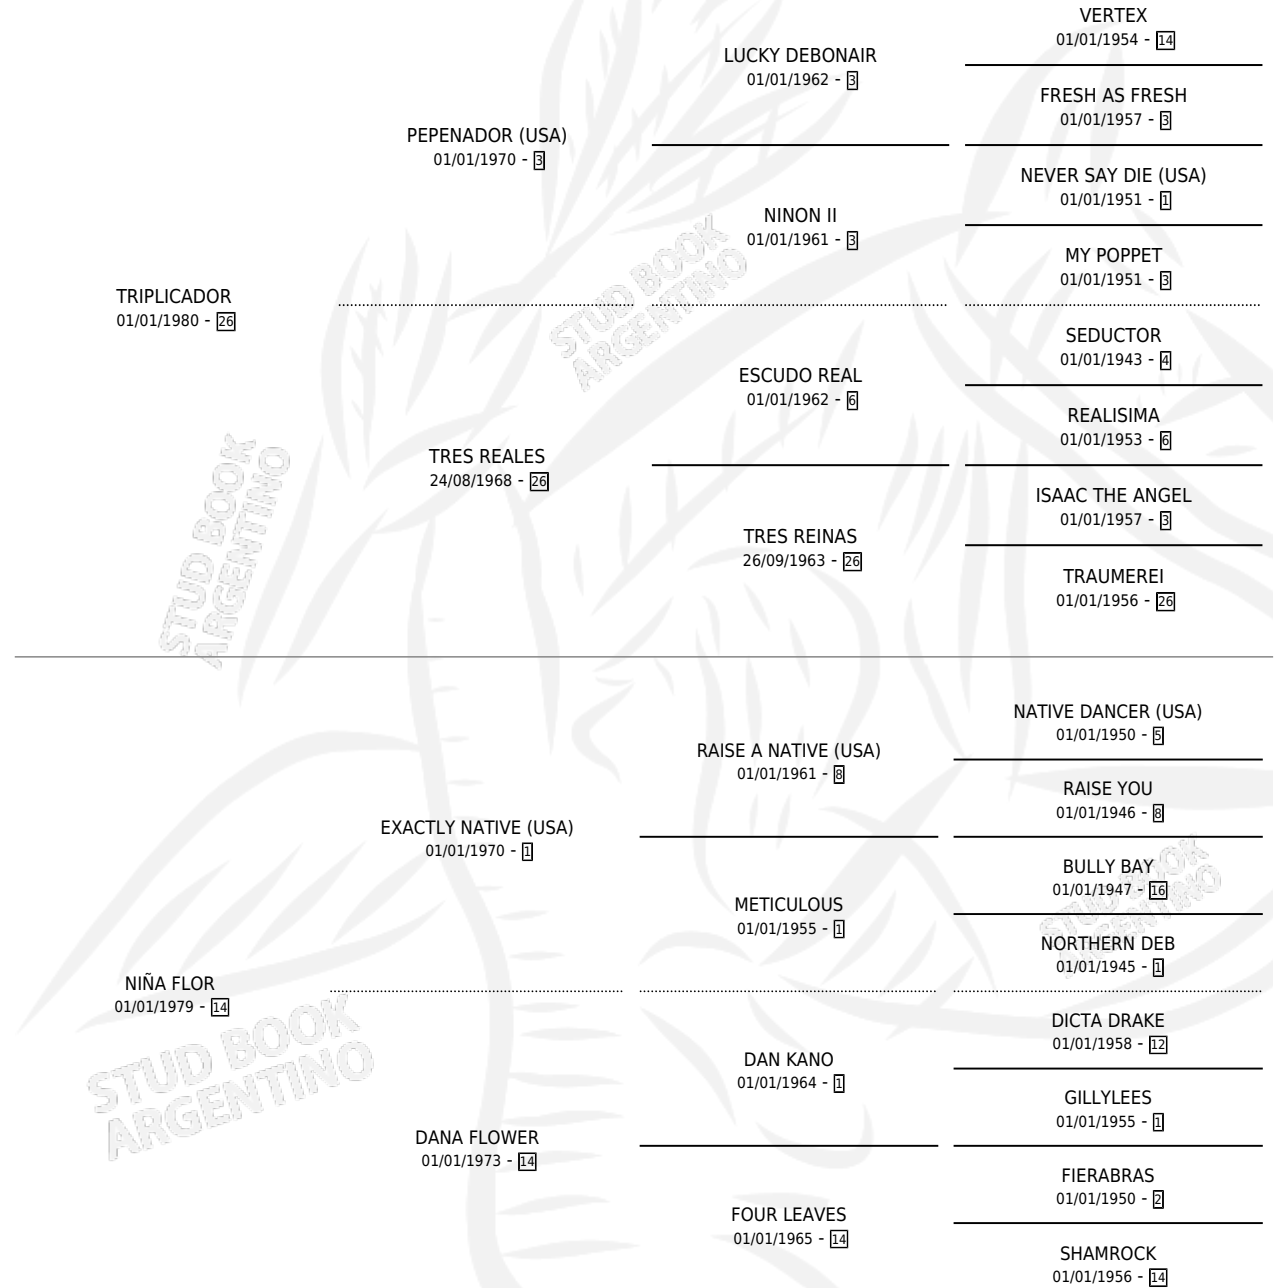 VERTEX
01/01/1954 - 14
LUCKY DEBONAIR
01/01/1962 - 3
FRESH AS FRESH
01/01/1957 - 3
PEPENADOR (USA)
01/01/1970 - 3
NEVER SAY DIE (USA)
01/01/1951 - 1
NINON II
01/01/1961 - 3
MY POPPET
01/01/1951 - 3
TRIPLICADOR
01/01/1980 - 26
SEDUCTOR
01/01/1943 - 4
ESCUDO REAL
01/01/1962 - 6
REALISIMA
01/01/1953 - 6
TRES REALES
24/08/1968 - 26
ISAAC THE ANGEL
01/01/1957 - 3
TRES REINAS
26/09/1963 - 26
TRAUMEREI
01/01/1956 - 26
NATIVE DANCER (USA)
01/01/1950 - 5
RAISE A NATIVE (USA)
01/01/1961 - 8
RAISE YOU
01/01/1946 - 8
EXACTLY NATIVE (USA)
01/01/1970 - 1
BULLY BAY
01/01/1947 - 16
METICULOUS
01/01/1955 - 1
NORTHERN DEB
01/01/1945 - 1
NIÑA FLOR
01/01/1979 - 14
DICTA DRAKE
01/01/1958 - 12
DAN KANO
01/01/1964 - 1
GILLYLEES
01/01/1955 - 1
DANA FLOWER
01/01/1973 - 14
FIERABRAS
01/01/1950 - 2
FOUR LEAVES
01/01/1965 - 14
SHAMROCK
01/01/1956 - 14
STUD BOOK
ARGENTINO
STUD BOOK
ARGENTINO
STUD BOOK
ARGENTINO
STUD BOOK
ARGENTINO